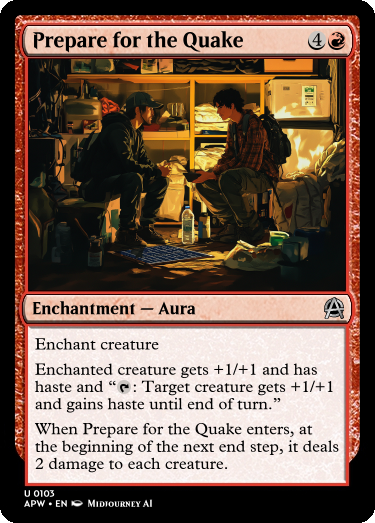 Prepare for the Quake 4
Enchantment — Aura
Enchant creature
Enchanted creature gets +1/+1 and has
haste and “: Target creature gets +1/+1
and gains haste until end of turn.”
When Prepare for the Quake enters, at
the beginning of the next end step, it deals
2 damage to each creature.
U 0103
APW • EN Midjourney AI